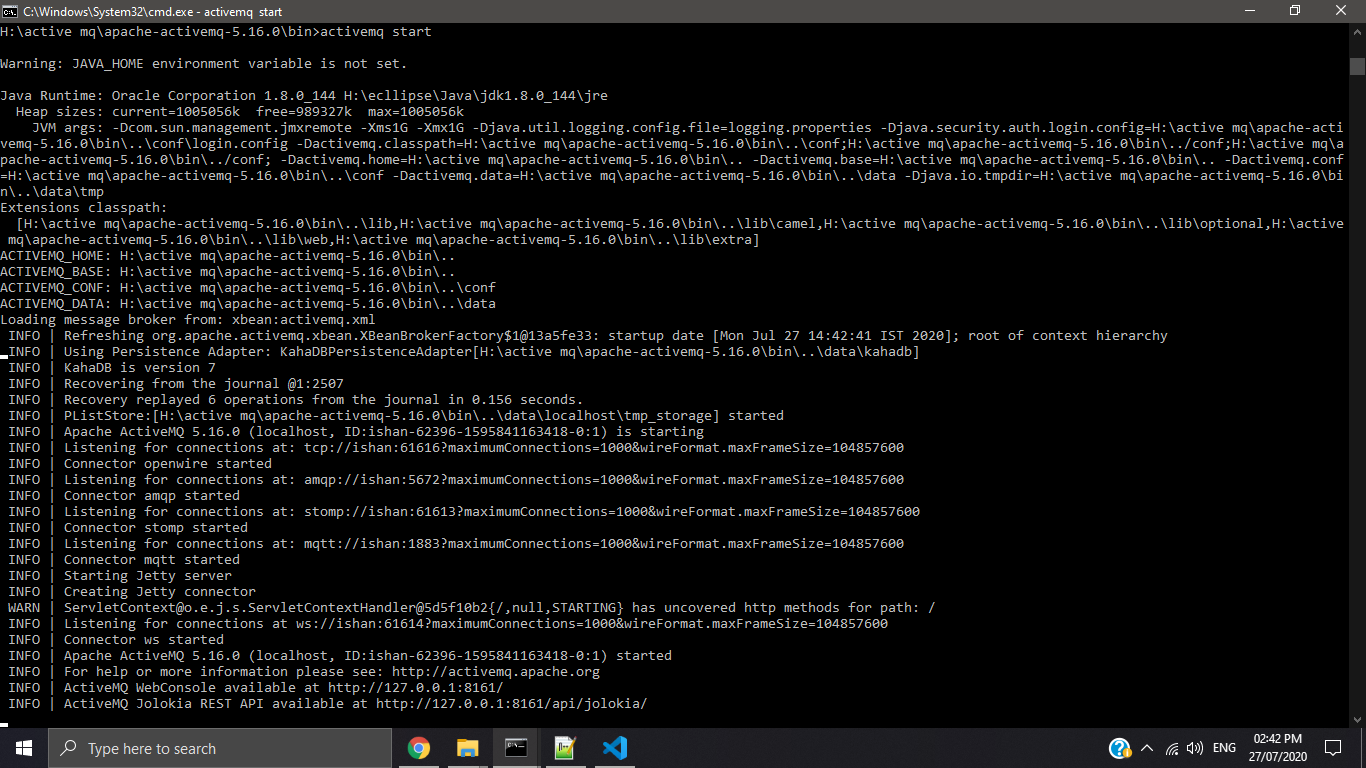 C:\Windows\System32\cmd.exe - activemq start
H:\active mq\apache-activemq-5.16.0\bin>activemq start
Warning: JAVA_HOME environment variable is not set.
Java Runtime: Oracle Corporation 1.8.0_144 H:\ecllipse\Java\jdk1.8.0_144\jre
Heap sizes: current=1005056k free=989327k max=1005056k
JVM args: -Dcom.sun.management.jmxremote -Xms1G -Xmx1G -Djava.util.logging.config.file=logging.properties -Djava.security.auth.login.config=H:\active mq\apache-acti
vemq-5.16.0\bin\..\conf\login.config -Dactivemq.classpath=H:\active mq\apache-activemq-5.16.0\bin\..\conf;H:\active mq\apache-activemq-5.16.0\bin\../conf;H:\active mq\a
pache-activemq-5.16.0\bin\../conf; -Dactivemq.home=H:\active mq\apache-activemq-5.16.0\bin\.. -Dactivemq.base=H:\active mq\apache-activemq-5.16.0\bin\.. -Dactivemq.conf
=H:\active mq\apache-activemq-5.16.0\bin\..\conf -Dactivemq.data=H:\active mq\apache-activemq-5.16.0\bin\..\data -Djava.io.tmpdir=H:\active mq\apache-activemq-5.16.0\bi
n\..\data\tmp
Extensions classpath:
[H:\active mq\apache-activemq-5.16.0\bin\..\lib,H:\active mq\apache-activemq-5.16.0\bin\..\lib\camel,H:\active mq\apache-activemq-5.16.0\bin\..\lib\optional,H:\active
mq\apache-activemq-5.16.0\bin\..\lib\web,H:\active mq\apache-activemq-5.16.0\bin\..\lib\extra]
ACTIVEMQ_HOME: H:\active mq\apache-activemq-5.16.0\bin\..
ACTIVEMQ_BASE: H:\active mq\apache-activemq-5.16.0\bin\..
ACTIVEMQ_CONF: H:\active mq\apache-activemq-5.16.0\bin\..\conf
ACTIVEMQ_DATA: H:\active mq\apache-activemq-5.16.0\bin\..\data
Loading message broker from: xbean:activemq.xml
INFO | Refreshing org.apache.activemq.xbean.XBeanBrokerFactory$1@13a5fe33: startup date [Mon Jul 27 14:42:41 IST 2020]; root of context hierarchy
INFO | Using Persistence Adapter: KahaDBPersistenceAdapter[H:\active mq\apache-activemq-5.16.0\bin\..\data\kahadb]
INFO | KahaDB is version 7
INFO | Recovering from the journal @1:2507
INFO | Recovery replayed 6 operations from the journal in 0.156 seconds.
INFO | PListStore:[H:\active mq\apache-activemq-5.16.0\bin\..\data\localhost\tmp_storage] started
INFO | Apache ActiveMQ 5.16.0 (localhost, ID:ishan-62396-1595841163418-0:1) is starting
INFO | Listening for connections at: tcp://ishan:61616?maximumConnections=1000&wireFormat.maxFrameSize=104857600
INFO | Connector openwire started
INFO | Listening for connections at: amqp://ishan:5672?maximumConnections=1000&wireFormat.maxFrameSize=104857600
INFO | Connector amqp started
INFO | Listening for connections at: stomp://ishan:61613?maximumConnections=1000&wireFormat.maxFrameSize=104857600
INFO | Connector stomp started
INFO | Listening for connections at: mqtt://ishan:1883?maximumConnections=1000&wireFormat.maxFrameSize=104857600
INFO | Connector mqtt started
INFO | Starting Jetty server
INFO | Creating Jetty connector
WARN | ServletContext@o.e.j.s.ServletContextHandler@5d5f10b2{/,null,STARTING} has uncovered http methods for path: /
INFO | Listening for connections at ws://ishan:61614?maximumConnections=1000&wireFormat.maxFrameSize=104857600
INFO | Connector ws started
INFO | Apache ActiveMQ 5.16.0 (localhost, ID:ishan-62396-1595841163418-0:1) started
INFO | For help or more information please see: http://activemq.apache.org
INFO | ActiveMQ WebConsole available at http://127.0.0.1:8161/
INFO | ActiveMQ Jolokia REST API available at http://127.0.0.1:8161/api/jolokia/
Type here to search
ENG
02:42 PM
27/07/2020